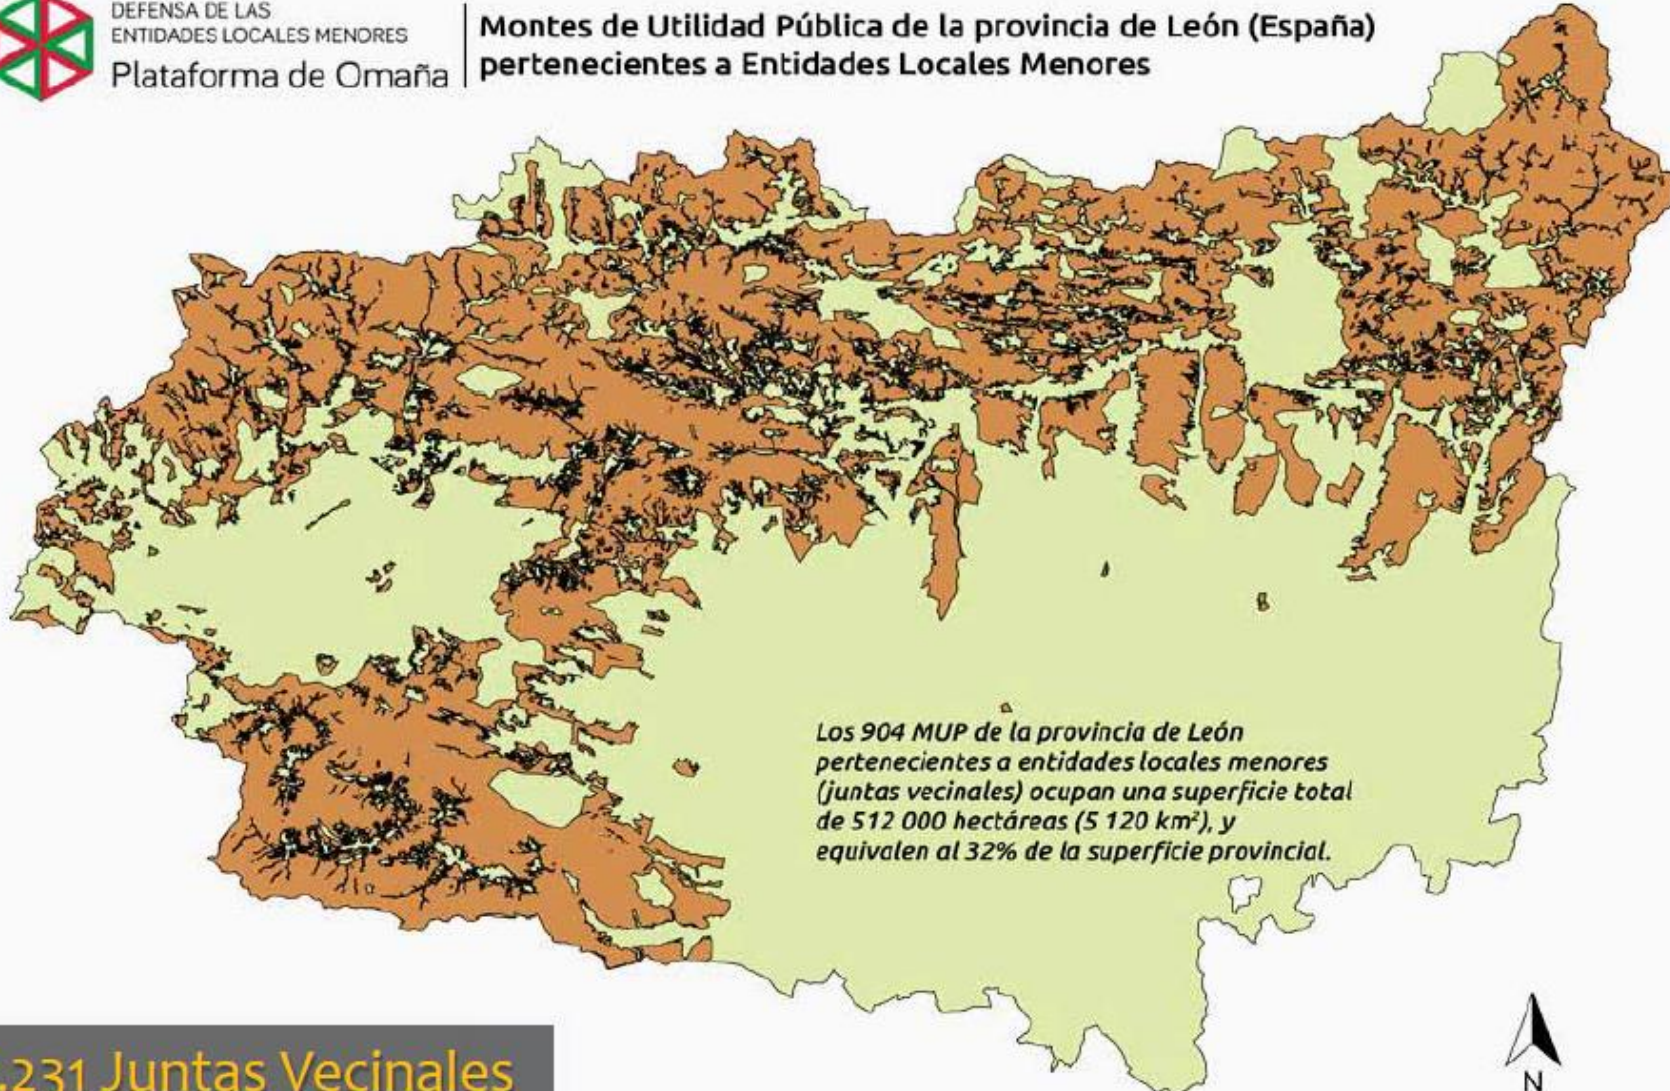 DEFENSA DE LAS
ENTIDADES LOCALES MENORES
Plataforma de Omaña
Montes de Utilidad Pública de la provincia de León (España)
pertenecientes a Entidades Locales Menores
Los 904 MUP de la provincia de León
pertenecientes a entidades locales menores
(juntas vecinales) ocupan una superficie total
de 512 000 hectáreas (5 120 km²), y
equivalen al 32% de la superficie provincial.
.231 Juntas Vecinales
N